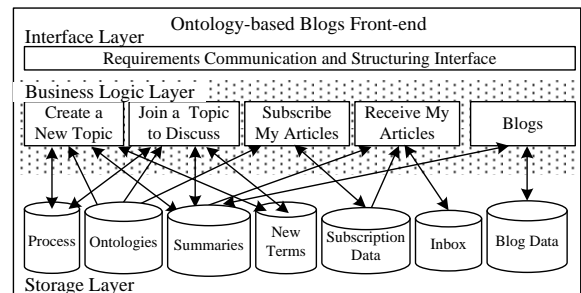 Ontology-based Blogs Front-end
Interface Layer
Requirements Communication and Structuring Interface
Business Logic Layer
Create a
New Topic
Join a Topic
to Discuss
Subscribe
My Articles
Receive My
Articles
Blogs
Process
Ontologies
Summaries
New
Terms
Subscription
Data
Inbox
Blog Data
Storage Layer